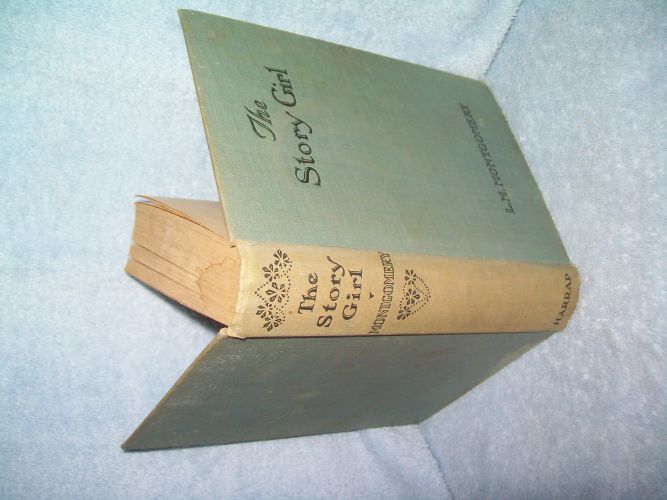 The
Story Girl
L. M. MONTGOMERY
The
Story
Girl
MONTGOMERY
HARRAP